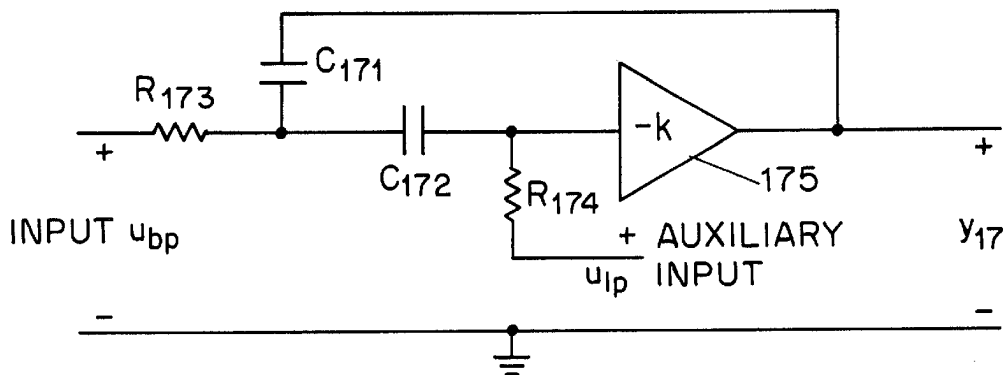 C171
R173
-k
+
+
C172
R174
175
INPUT ubp
+ AUXILIARY
ulp INPUT
y17
-
-